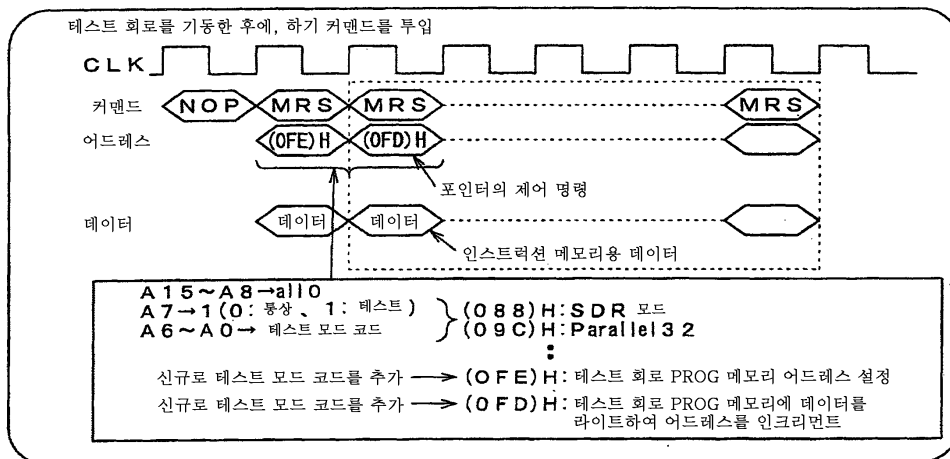 테스트 회로를 기동한 후에, 하기 커맨드를 투입
CLK
커맨드 NOP MRS MRS MRS
어드레스 (0FE)H (0FD)H
포인터의 제어 명령
데이터 데이터 데이터
인스트럭션 메모리용 데이터
A15~A8→all0
A7→1(0: 통상、1: 테스트) (088)H:SDR 모드
A6~A0→ 테스트 모드 코드 (09C)H:Parallel32
:
신규로 테스트 모드 코드를 추가 → (0FE)H: 테스트 회로 PROG 메모리 어드레스 설정
신규로 테스트 모드 코드를 추가 → (0FD)H: 테스트 회로 PROG 메모리에 데이터를
라이트하여 어드레스를 인크리먼트